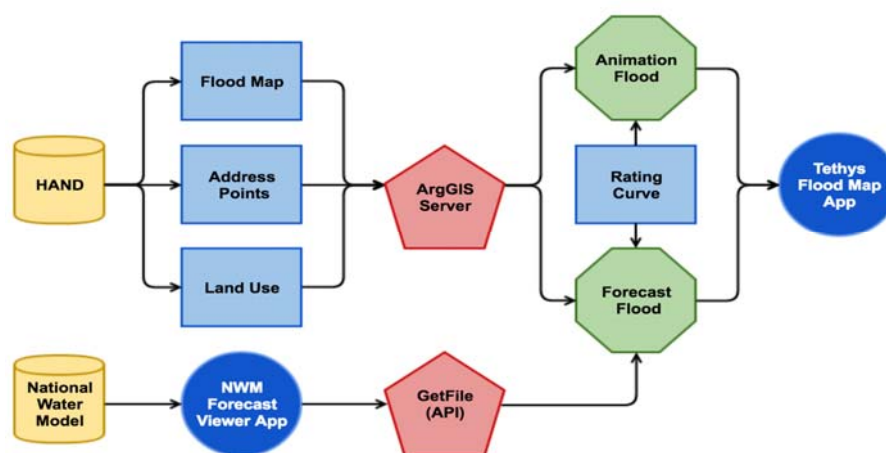 Flood Map
Animation
Flood
HAND
Address
Points
ArgGIS
Server
Rating
Curve
Tethys
Flood Map
App
Land Use
Forecast
Flood
National
Water
Model
NWM
Forecast
Viewer App
GetFile
(API)